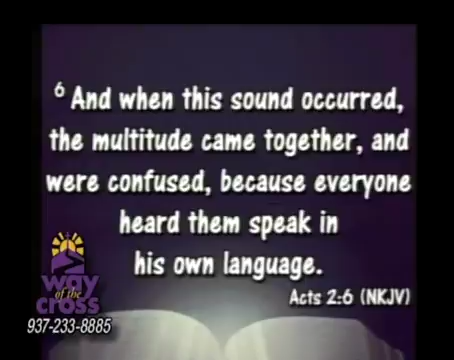 6 And when this sound occurred,
the multitude came together, and
were confused, because everyone
heard them speak in
his own language.
Acts 2:6 (NKJV)
way
of the
cross
937-233-8885